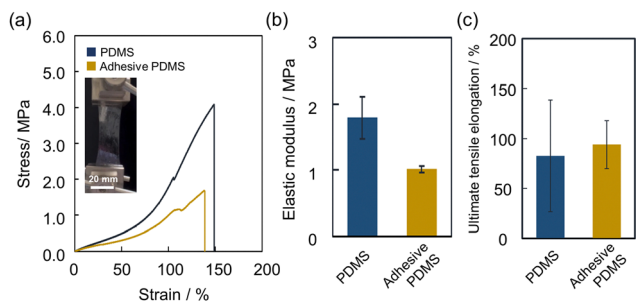 (a)
6.0
5.0
4.0
3.0
2.0
1.0
0.0
Stress/ MPa
PDMS
Adhesive PDMS
20 mm
0
50
100
150
200
Strain / %
(b)
3
2
1
0
Elastic modulus / MPa
PDMS
Adhesive
PDMS
(c)
200
150
100
50
0
Ultimate tensile elongation / %
PDMS
Adhesive
PDMS